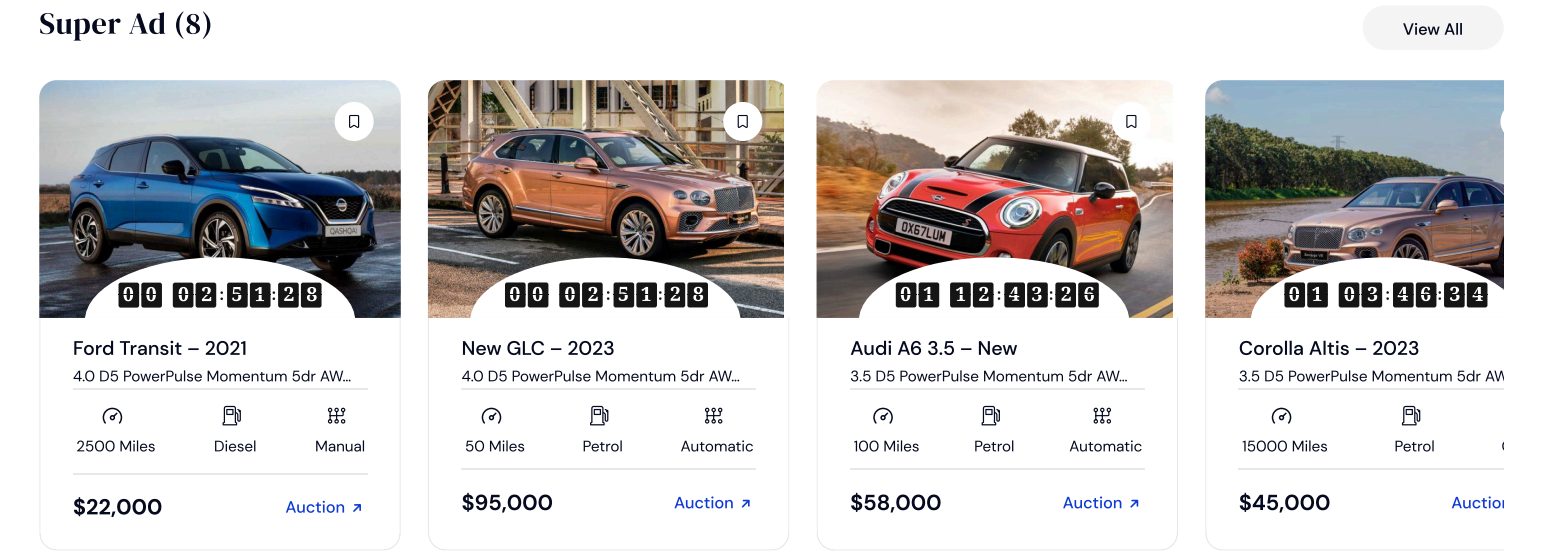 Super Ad (8)
View All
QASHQAI
00 02:51:28
Ford Transit – 2021
4.0 D5 PowerPulse Momentum 5dr AW...
2500 Miles
Diesel
Manual
$22,000
Auction
00 02:51:28
New GLC – 2023
4.0 D5 PowerPulse Momentum 5dr AW...
50 Miles
Petrol
Automatic
$95,000
Auction
OX67LUM
01 12:43:26
Audi A6 3.5 – New
3.5 D5 PowerPulse Momentum 5dr AW...
100 Miles
Petrol
Automatic
$58,000
Auction
01 03:46:34
Corolla Altis – 2023
3.5 D5 PowerPulse Momentum 5dr AW
15000 Miles
Petrol
$45,000
Auction